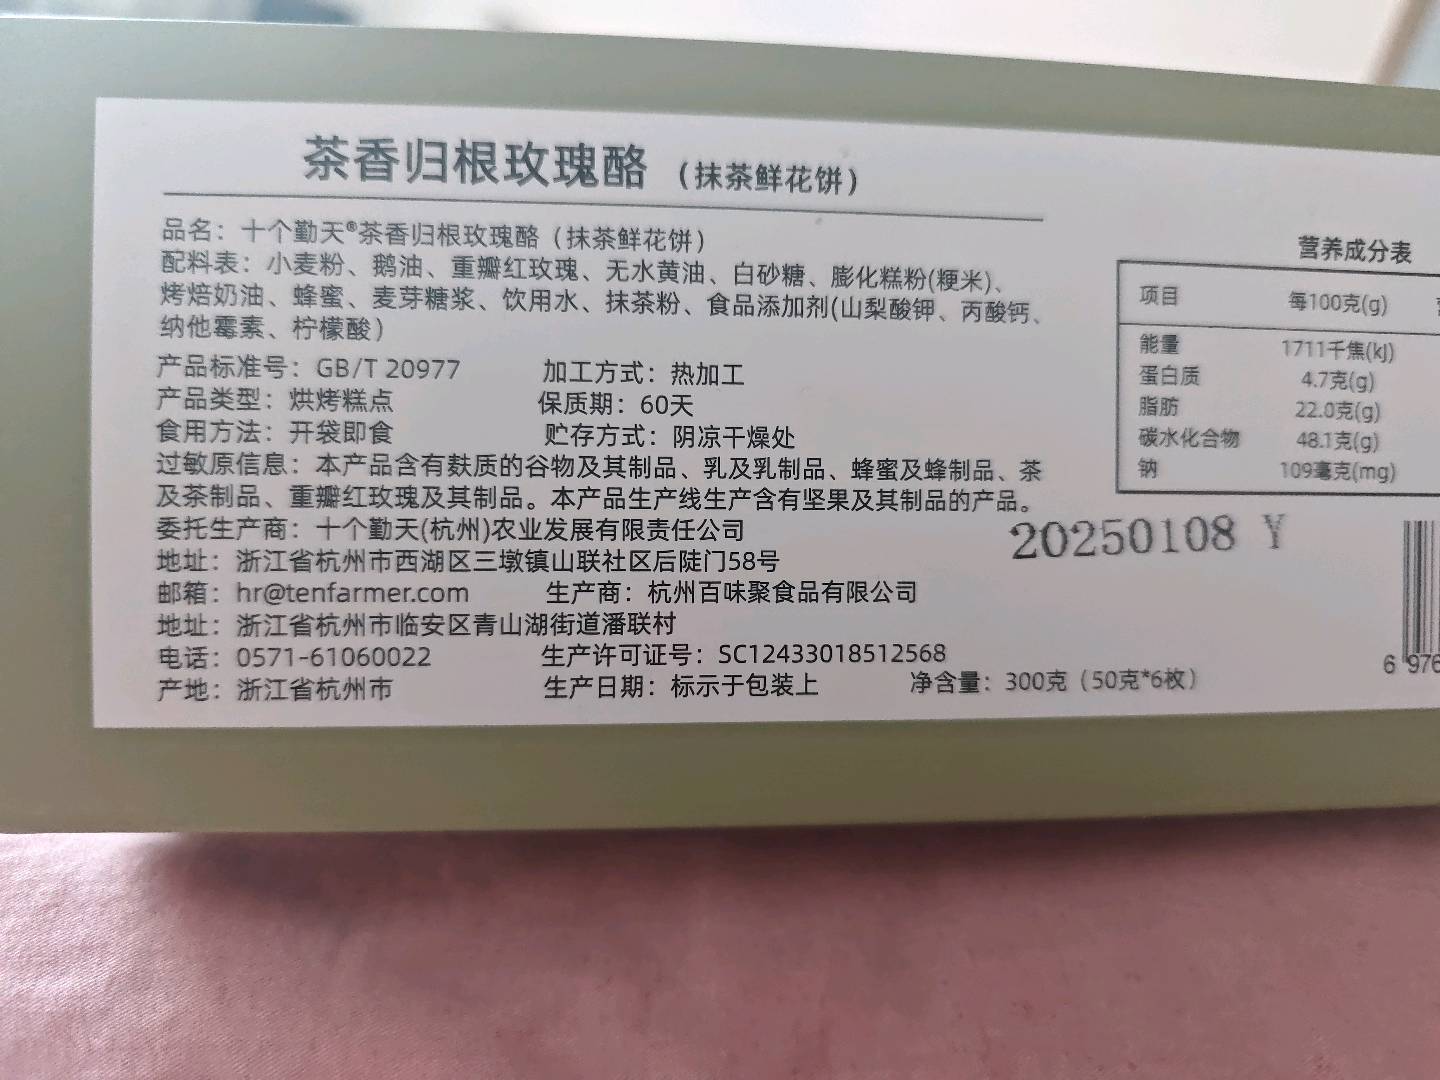 茶香归根玫瑰酪 (抹茶鲜花饼)
品名：十个勤天®茶香归根玫瑰酪（抹茶鲜花饼）
配料表：小麦粉、鹅油、重瓣红玫瑰、无水黄油、白砂糖、膨化糕粉(粳米)、
烤焙奶油、蜂蜜、麦芽糖浆、饮用水、抹茶粉、食品添加剂(山梨酸钾、丙酸钙、
纳他霉素、柠檬酸）
产品标准号：GB/T 20977 加工方式：热加工
产品类型：烘烤糕点 保质期：60天
食用方法：开袋即食 贮存方式：阴凉干燥处
过敏原信息：本产品含有麸质的谷物及其制品、乳及乳制品、蜂蜜及蜂制品、茶
及茶制品、重瓣红玫瑰及其制品。本产品生产线生产含有坚果及其制品的产品。
委托生产商：十个勤天(杭州)农业发展有限责任公司
地址：浙江省杭州市西湖区三墩镇山联社区后陡门58号
邮箱：hr@tenfarmer.com 生产商：杭州百味聚食品有限公司
地址：浙江省杭州市临安区青山湖街道潘联村
电话：0571-61060022 生产许可证号：SC12433018512568
产地：浙江省杭州市 生产日期：标示于包装上 净含量：300克（50克*6枚）
营养成分表
项目 每100克(g)
能量 1711千焦(kJ)
蛋白质 4.7克(g)
脂肪 22.0克(g)
碳水化合物 48.1克(g)
钠 109毫克(mg)
20250108 Y
6 976